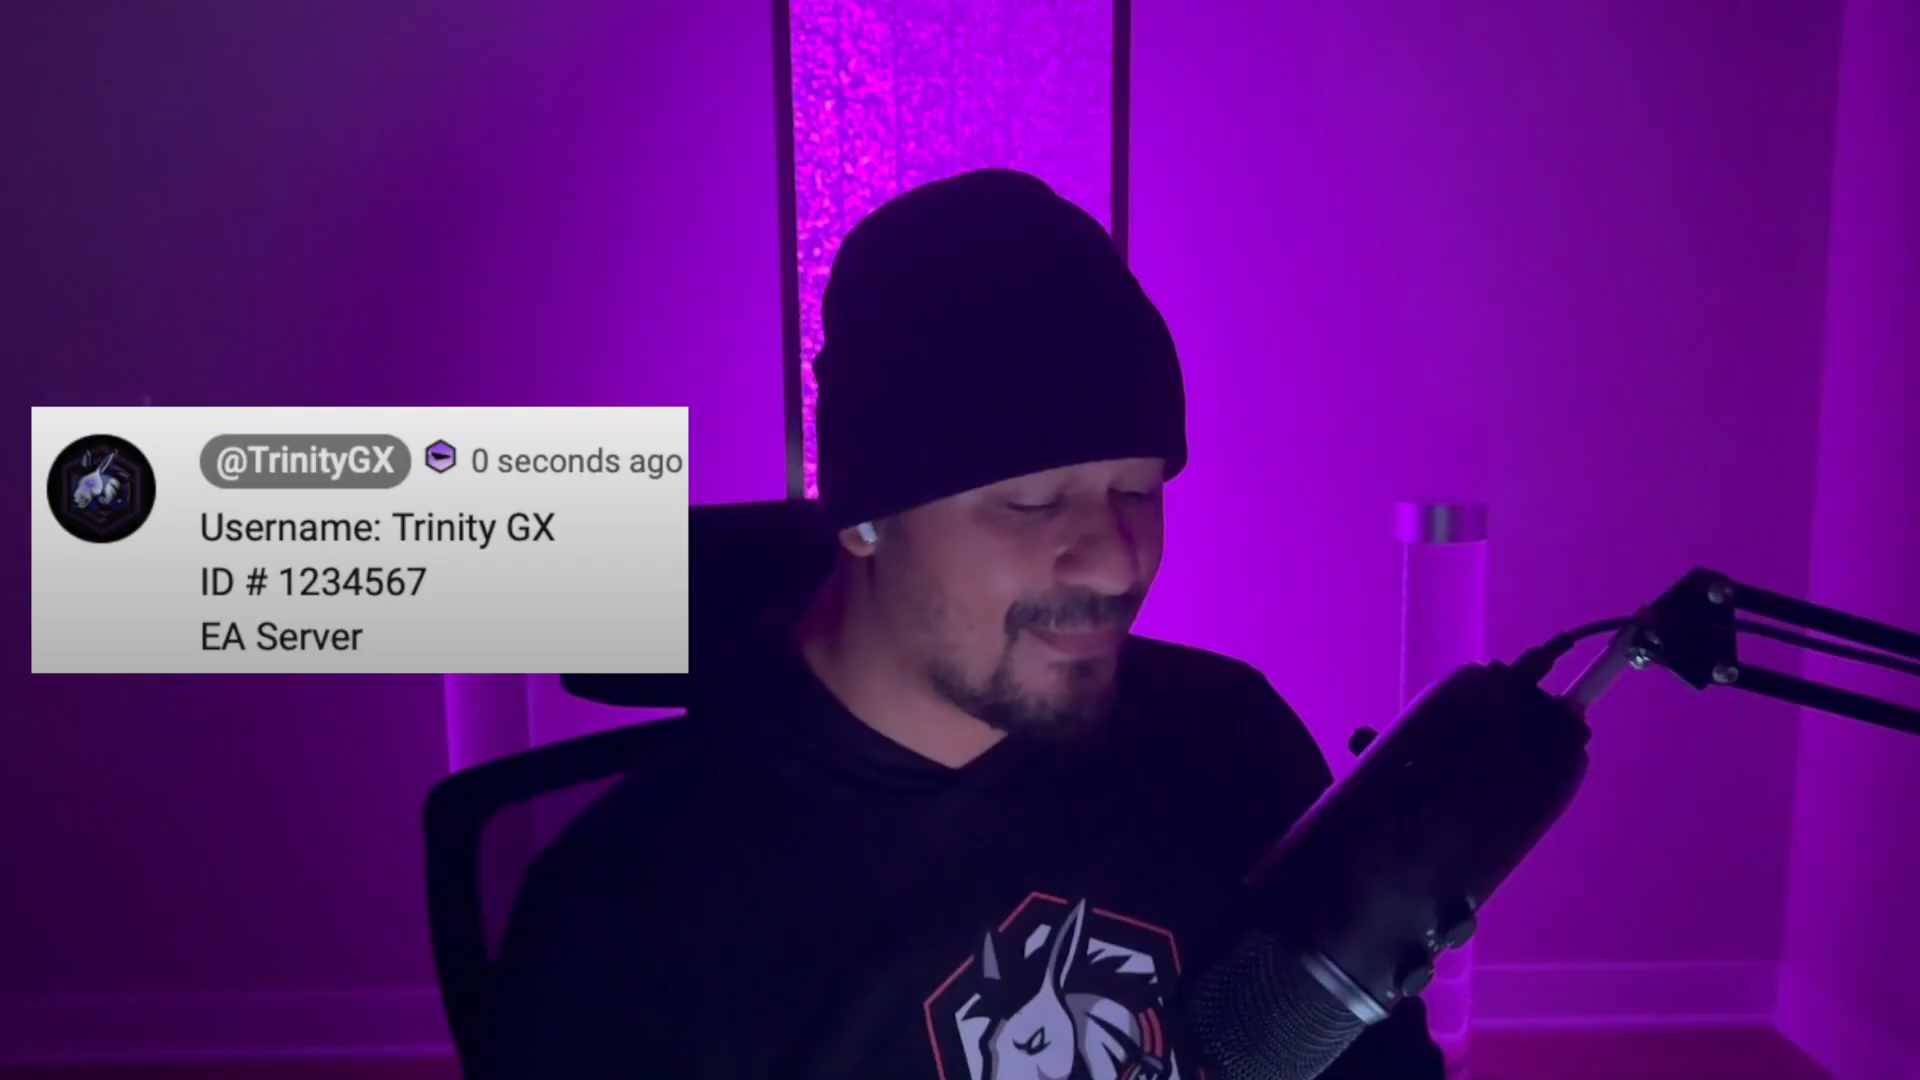 @TrinityGX 0 seconds ago
Username: Trinity GX
ID # 1234567
EA Server